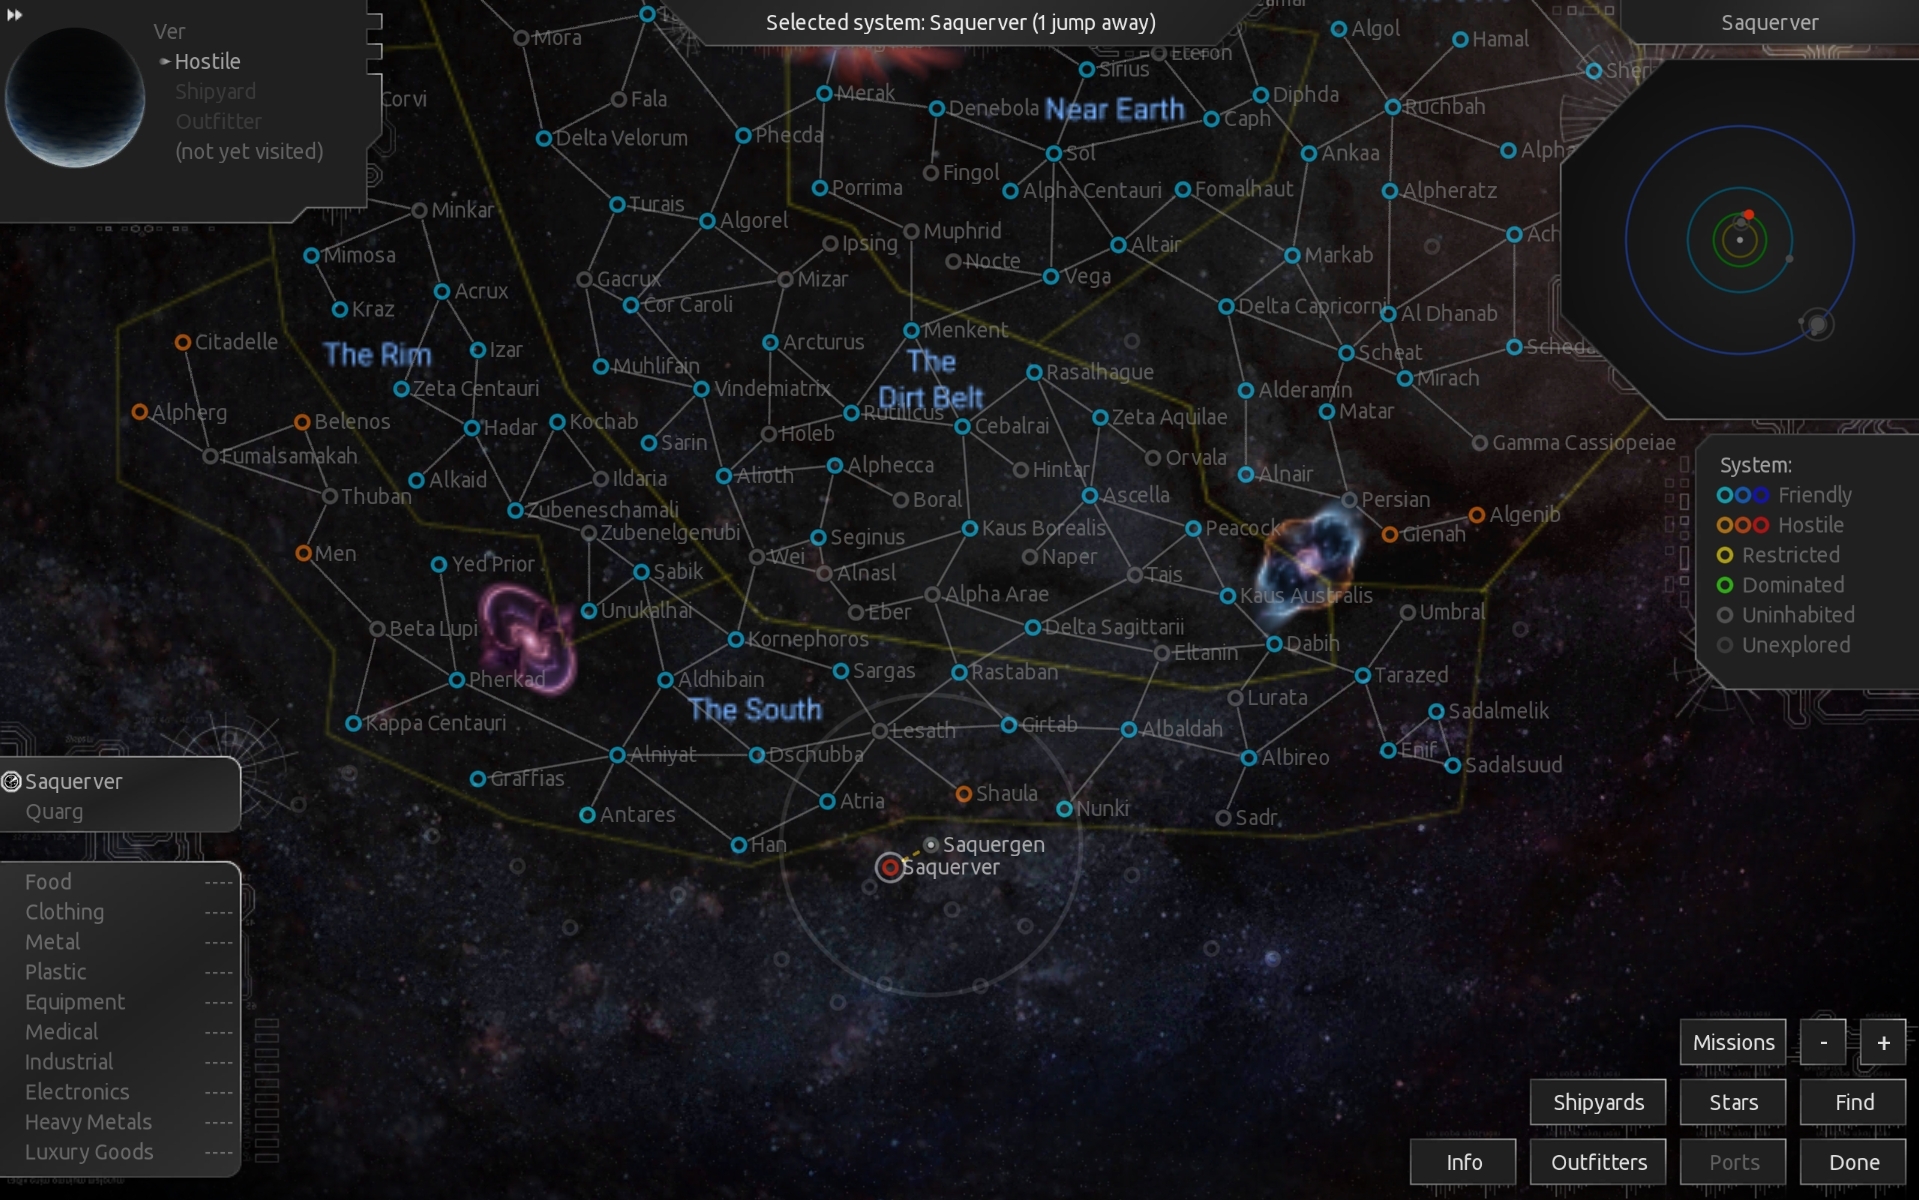 Selected system: Saquerver (1 jump away)
Saquerver
Ver
Hostile
Shipyard
Outfitter
(not yet visited)
Corvi
Mora
Fala
Delta Velorum
Phecda
Merak
Denebola
Near Earth
Sirius
Eteron
Diphda
Caph
Algol
Hamal
Ruchbah
Sol
Fingol
Ankaa
Porrima
Alpha Centauri
Fomalhaut
Alpheratz
Minkar
Turais
Algorel
Ipsing
Muphrid
Altair
Mimosa
Nocte
Vega
Markab
Gacrux
Mizar
Acrux
Kraz
Cor Caroli
Delta Capricorni
Al Dhanab
Citadelle
The Rim
Izar
Arcturus
Menkent
Scheat
Muhlifain
The
Dirt Belt
Rasalhague
Mirach
Zeta Centauri
Vindemiatrix
Alderamin
Alpherg
Belenos
Hadar
Kochab
Rutilicus
Cebalrai
Zeta Aquilae
Matar
Sarin
Holeb
Gamma Cassiopeiae
Fumalsamakah
Orvala
Alphecca
Hintar
Alnair
Alkaid
Ildaria
Alioth
Thuban
Boral
Ascella
Persian
Zubeneschamali
Algenib
Zubenelgenubi
Seginus
Kaus Borealis
Peacock
Gienah
Men
Yed Prior
Wei
Naper
Sabik
Alnasl
Tais
Unukalhai
Eber
Alpha Arae
Kaus Australis
Umbral
Beta Lupi
Kornephoros
Delta Sagittarii
Eltanin
Dabih
Pherkad
Aldhibain
Sargas
Rastaban
Tarazed
The South
Lurata
Kappa Centauri
Lesath
Girtab
Albaldah
Sadalmelik
Alniyat
Dschubba
Albireo
Enif
Sadalsuud
Graffias
Atria
Shaula
Nunki
Antares
Sadr
Han
Saquergen
Saquerver
System:
Friendly
Hostile
Restricted
Dominated
Uninhabited
Unexplored
Saquerver
Quarg
Food ----
Clothing ----
Metal ----
Plastic ----
Equipment ----
Medical ----
Industrial ----
Electronics ----
Heavy Metals ----
Luxury Goods ----
Missions - +
Shipyards Stars Find
Info Outfitters Ports Done